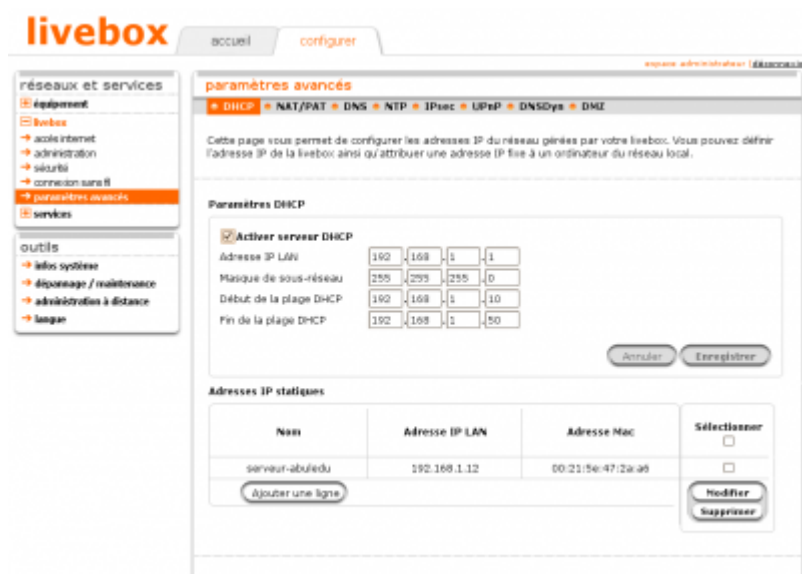 livebox
accueil
configurer
espace administrateur
réseaux et services
équipement
livebox
accès internet
administration
sécurité
connexion sans fil
paramètres avancés
services
outils
infos système
dépannage / maintenance
administration à distance
langue
paramètres avancés
DHCP NAT/PAT DNS NTP IPsec UPnP DNSDyn DMZ
Cette page vous permet de configurer les adresses IP du réseau gérées par votre livebox. Vous pouvez définir
l'adresse IP de la livebox ainsi qu'attribuer une adresse IP fixe à un ordinateur du réseau local.
Paramètres DHCP
Activer serveur DHCP
Adresse IP LAN 192 . 168 . 1 . 1
Masque de sous-réseau 255 . 255 . 255 . 0
Début de la plage DHCP 192 . 168 . 1 . 10
Fin de la plage DHCP 192 . 168 . 1 . 50
Annuler Enregistrer
Adresses IP statiques
Nom Adresse IP LAN Adresse Mac Sélectionner
serveur-abuledu 192.168.1.12 00:21:5e:47:2a:a6
Ajouter une ligne Modifier
Supprimer